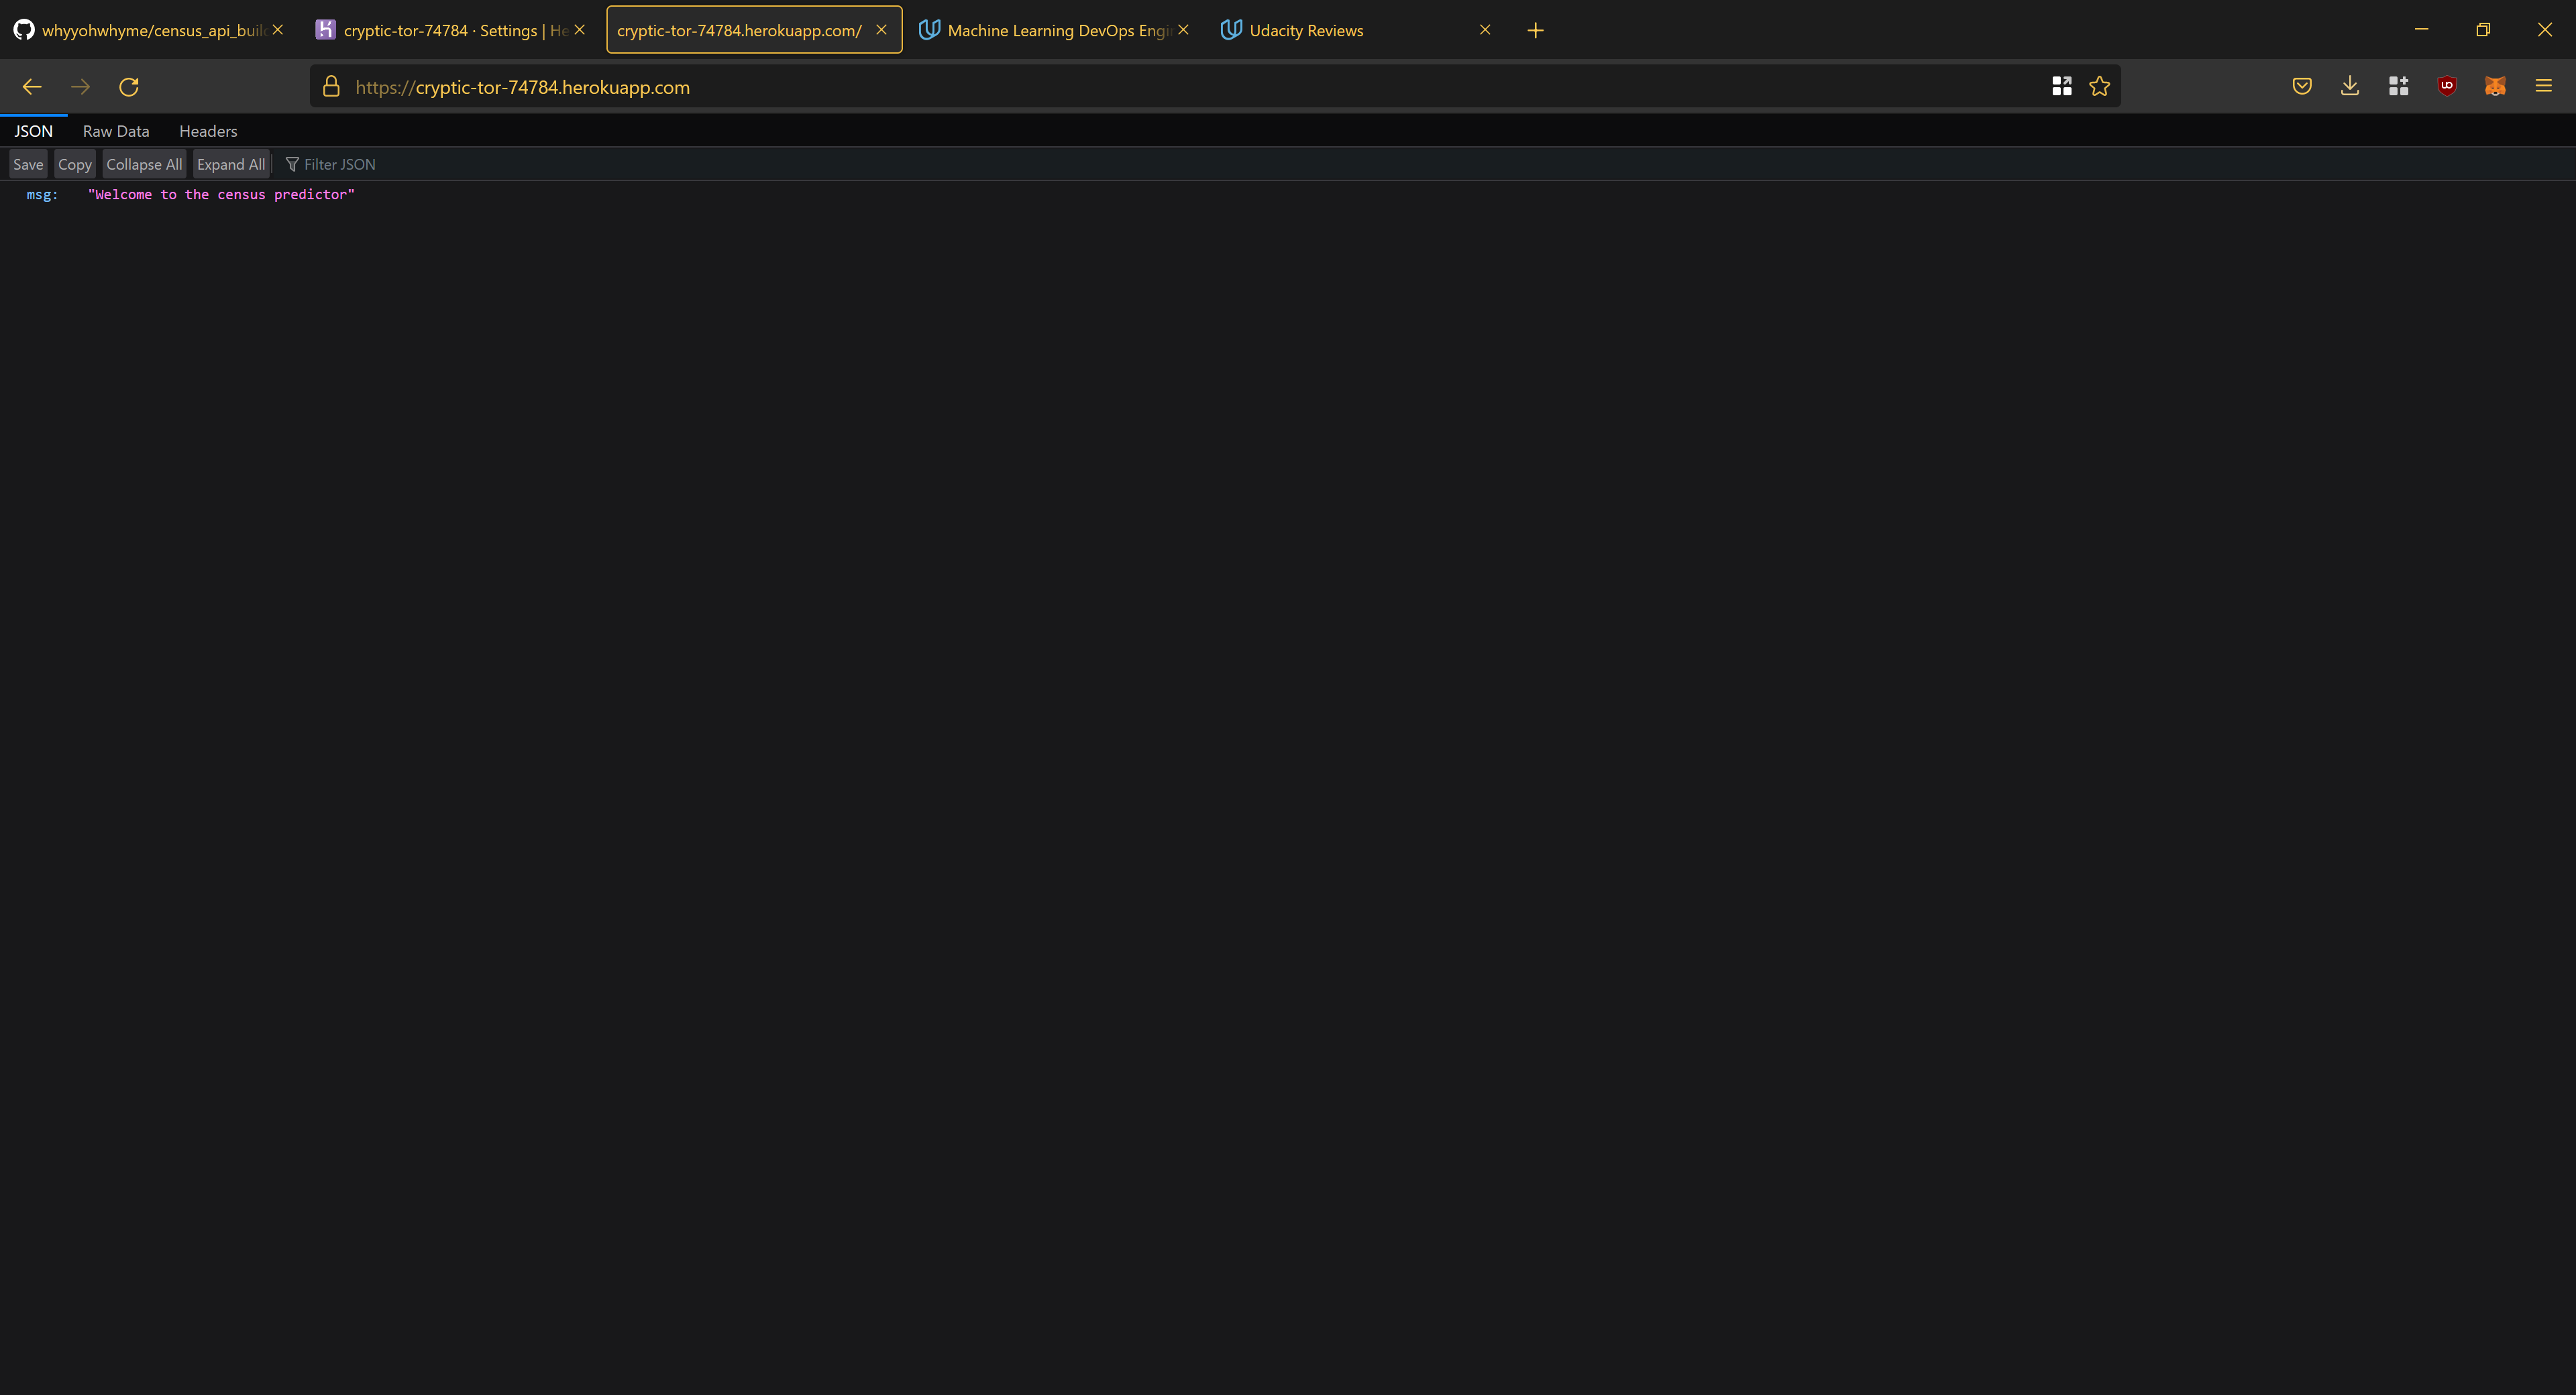 whyyohwhyme/census_api_buil
cryptic-tor-74784 · Settings | He
cryptic-tor-74784.herokuapp.com/
Machine Learning DevOps Engi
Udacity Reviews
https://cryptic-tor-74784.herokuapp.com
JSON Raw Data Headers
Save Copy Collapse All Expand All Filter JSON
msg: "Welcome to the census predictor"